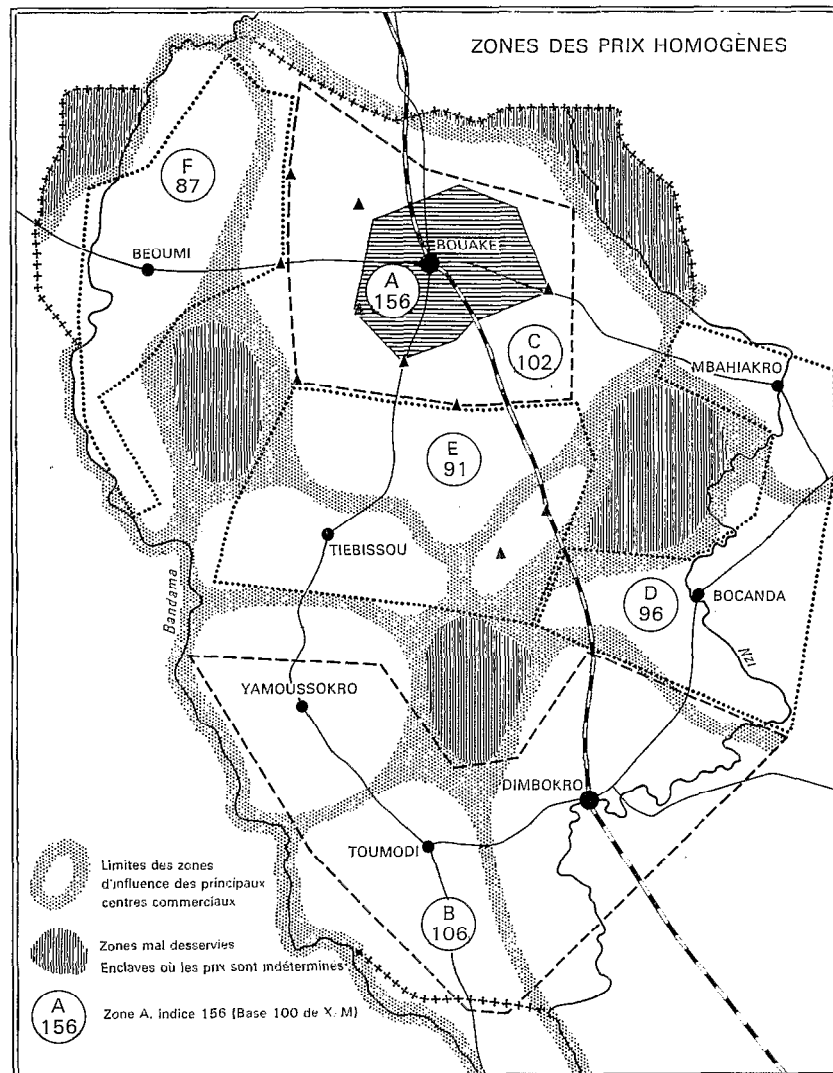 ZONES DES PRIX HOMOGÈNES
F
87
BEOUMI
BOUAKE
A
156
C
102
MBAHIAKRO
E
91
TIEBISSOU
D
96
BOCANDA
Bandama
NZI
YAMOUSSOKRO
DIMBOKRO
TOUMODI
B
106
Limites des zones
d'influence des principaux
centres commerciaux
Zones mal desservies
Enclaves où les prix sont indéterminés
A
156
Zone A, indice 156 (Base 100 de X. M)